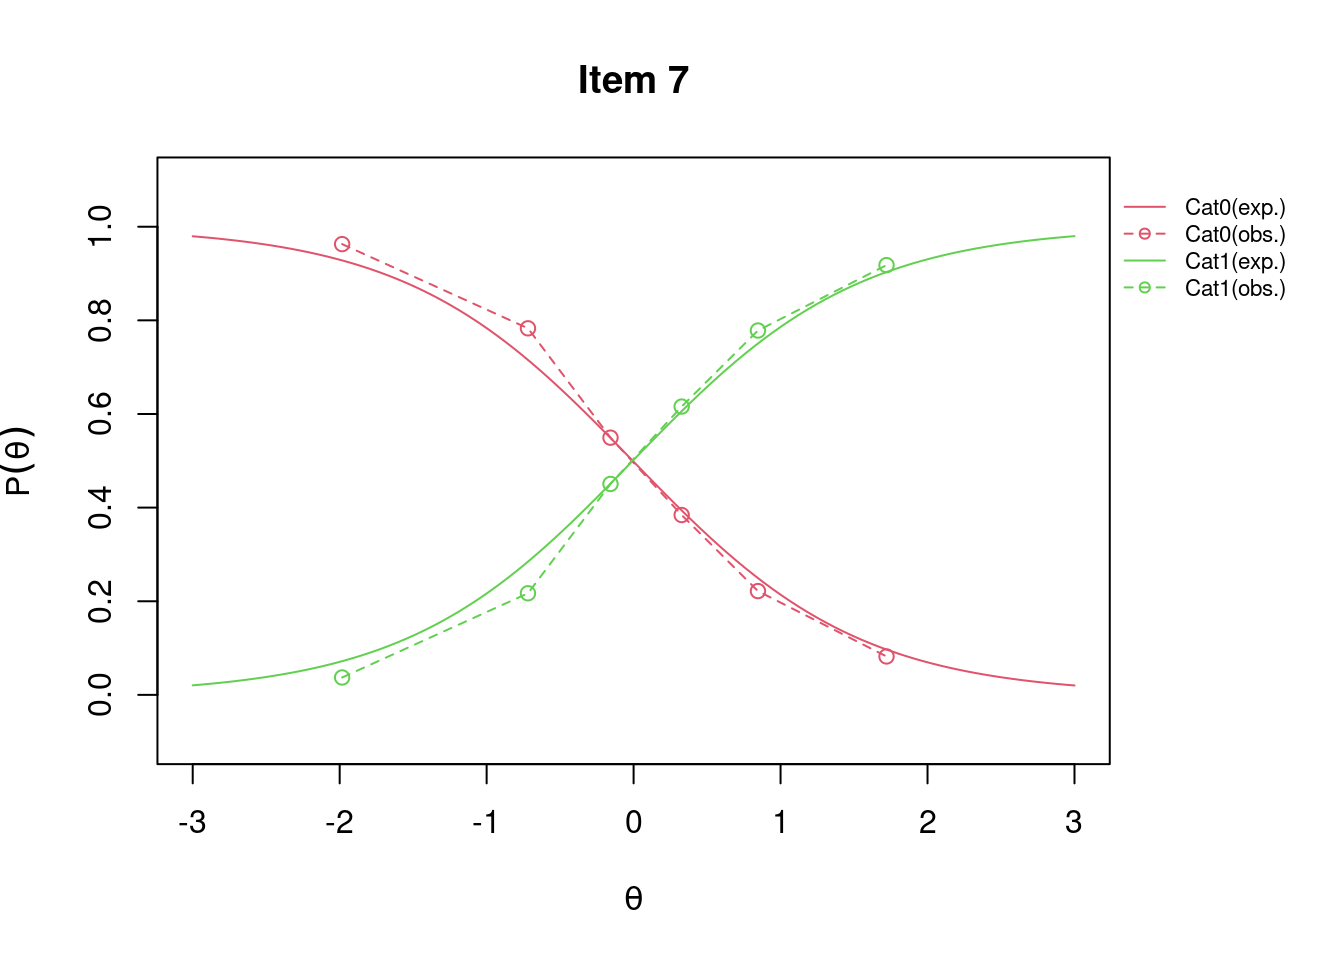 Item 7
P(θ)
1.0
0.8
0.6
0.4
0.2
0.0
-3 -2 -1 0 1 2 3
θ
Cat0(exp.)
Cat0(obs.)
Cat1(exp.)
Cat1(obs.)